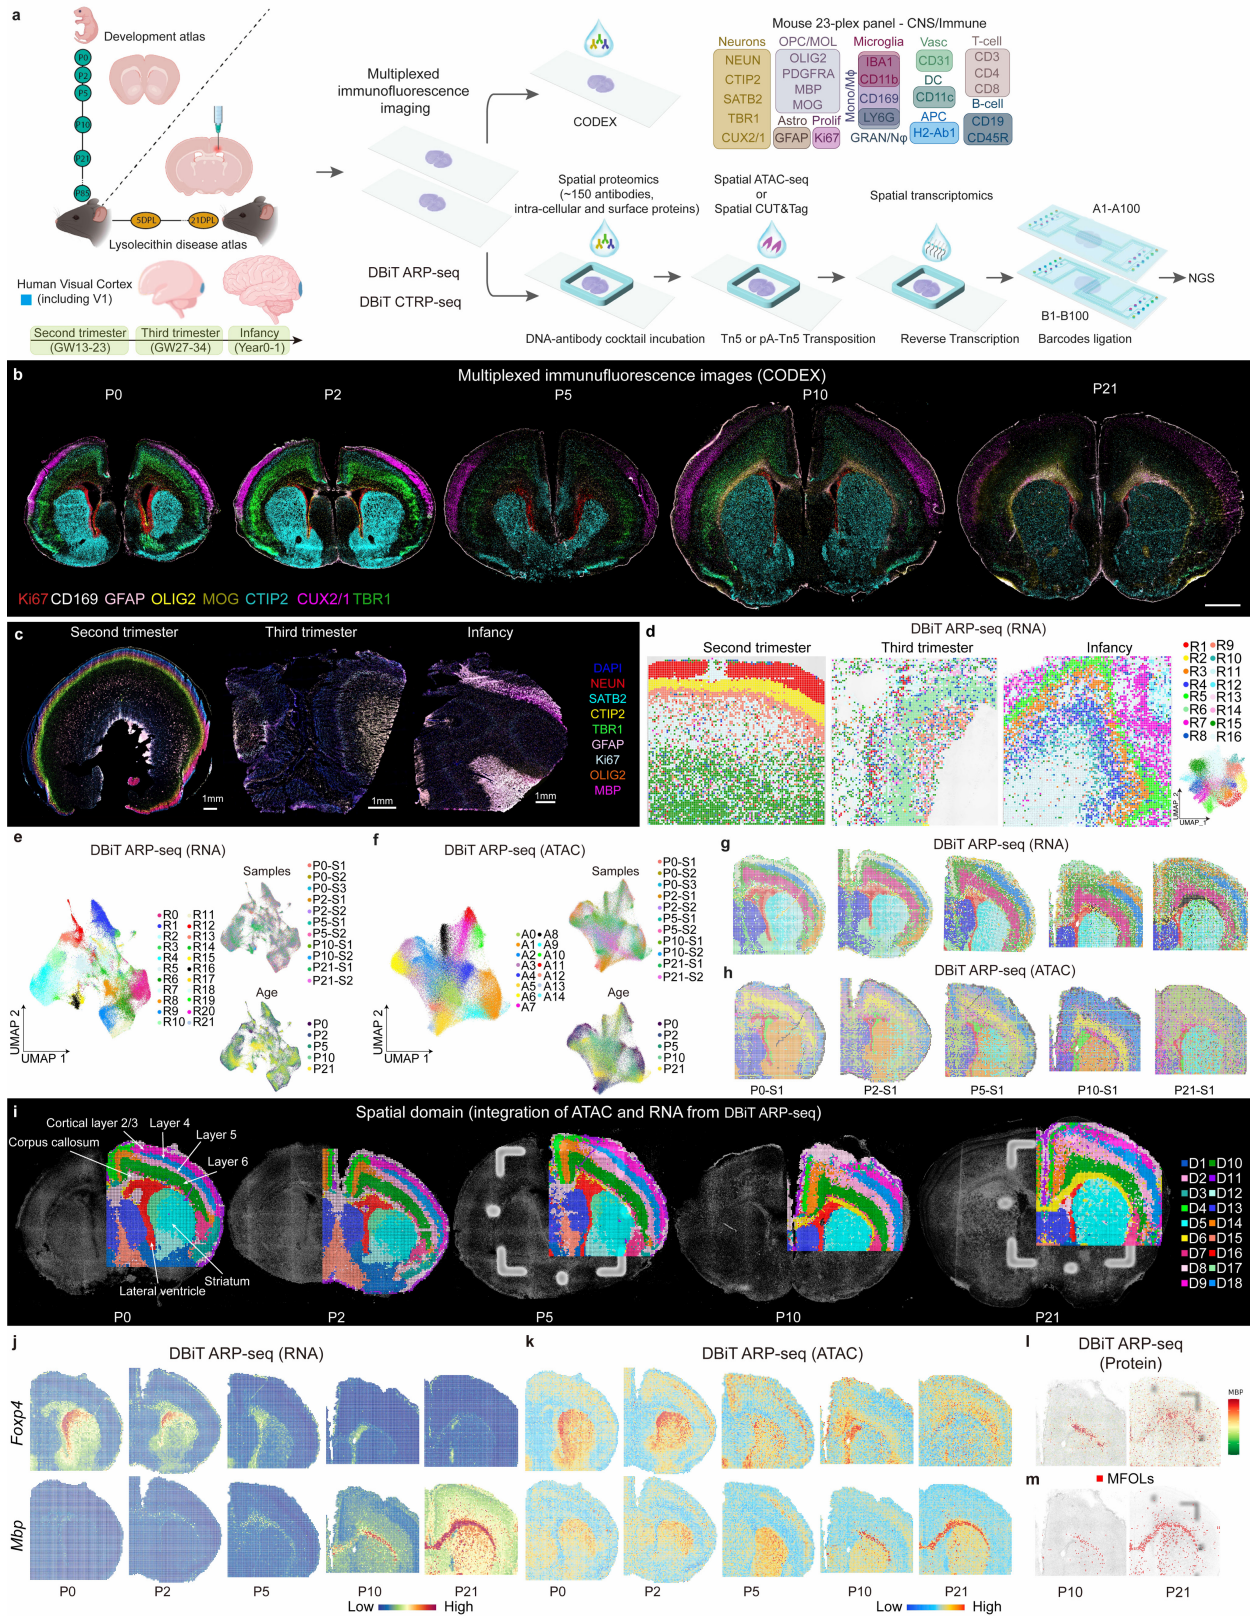 a
Development atlas
P0
P2
P5
P10
P21
P85
5DPL
21DPL
Lysolecithin disease atlas
Human Visual Cortex
(including V1)
Second trimester
(GW13-23)
Third trimester
(GW27-34)
Infancy
(Year0-1)
Multiplexed
immunofluorescence
imaging
DBiT ARP-seq
DBiT CTRP-seq
CODEX
Mouse 23-plex panel - CNS/Immune
Neurons
NEUN
CTIP2
SATB2
TBR1
CUX2/1
OPC/MOL
OLIG2
PDGFRA
MBP
MOG
Astro
GFAP
Prolif
Ki67
Microglia
IBA1
CD11b
CD169
LY6G
Mono/Mϕ
GRAN/Nφ
Vasc
CD31
DC
CD11c
APC
H2-Ab1
T-cell
CD3
CD4
CD8
B-cell
CD19
CD45R
Spatial proteomics
(~150 antibodies,
intra-cellular and surface proteins)
Spatial ATAC-seq
or
Spatial CUT&Tag
Spatial transcriptomics
A1-A100
B1-B100
NGS
DNA-antibody cocktail incubation
Tn5 or pA-Tn5 Transposition
Reverse Transcription
Barcodes ligation
b
Multiplexed immunufluorescence images (CODEX)
P0
P2
P5
P10
P21
Ki67 CD169 GFAP OLIG2 MOG CTIP2 CUX2/1 TBR1
c
Second trimester
Third trimester
Infancy
1mm
1mm
1mm
DAPI
NEUN
SATB2
CTIP2
TBR1
GFAP
Ki67
OLIG2
MBP
d
DBiT ARP-seq (RNA)
Second trimester
Third trimester
Infancy
R1 R9
R2 R10
R3 R11
R4 R12
R5 R13
R6 R14
R7 R15
R8 R16
UMAP_2
UMAP_1
e
DBiT ARP-seq (RNA)
R0 R11
R1 R12
R2 R13
R3 R14
R4 R15
R5 R16
R6 R17
R7 R18
R8 R19
R9 R20
R10 R21
UMAP 2
UMAP 1
Samples
P0-S1
P0-S2
P0-S3
P2-S1
P2-S2
P5-S1
P5-S2
P10-S1
P10-S2
P21-S1
P21-S2
Age
P0
P2
P5
P10
P21
f
DBiT ARP-seq (ATAC)
A0 A8
A1 A9
A2 A10
A3 A11
A4 A12
A5 A13
A6 A14
A7
UMAP 2
UMAP 1
Samples
P0-S1
P0-S2
P0-S3
P2-S1
P2-S2
P5-S1
P5-S2
P10-S1
P10-S2
P21-S1
P21-S2
Age
P0
P2
P5
P10
P21
g
DBiT ARP-seq (RNA)
h
DBiT ARP-seq (ATAC)
P0-S1
P2-S1
P5-S1
P10-S1
P21-S1
i
Spatial domain (integration of ATAC and RNA from DBiT ARP-seq)
Cortical layer 2/3
Layer 4
Corpus callosum
Layer 5
Layer 6
Striatum
Lateral ventricle
P0
P2
P5
P10
P21
D1 D10
D2 D11
D3 D12
D4 D13
D5 D14
D6 D15
D7 D16
D8 D17
D9 D18
j
DBiT ARP-seq (RNA)
Foxp4
Mbp
P0
P2
P5
P10
P21
Low
High
k
DBiT ARP-seq (ATAC)
P0
P2
P5
P10
P21
Low
High
l
DBiT ARP-seq
(Protein)
MBP
m
MFOLs
P10
P21